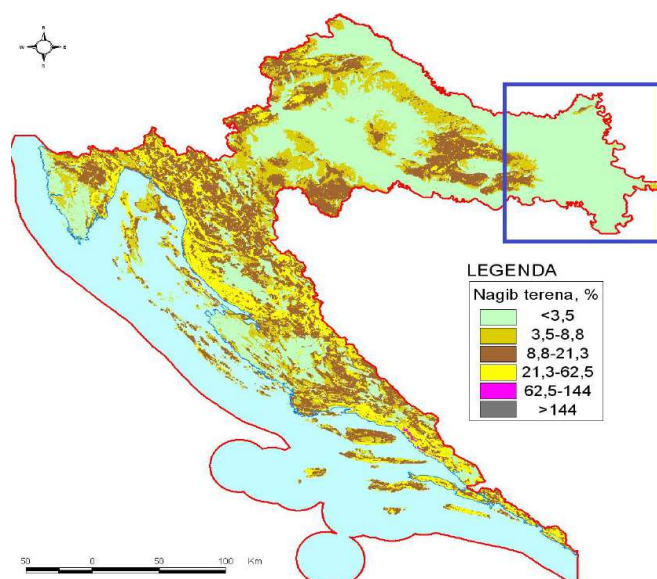 N
W E
S
LEGENDA
Nagib terena, %
<3,5
3,5-8,8
8,8-21,3
21,3-62,5
62,5-144
>144
50 0 50 100 Km